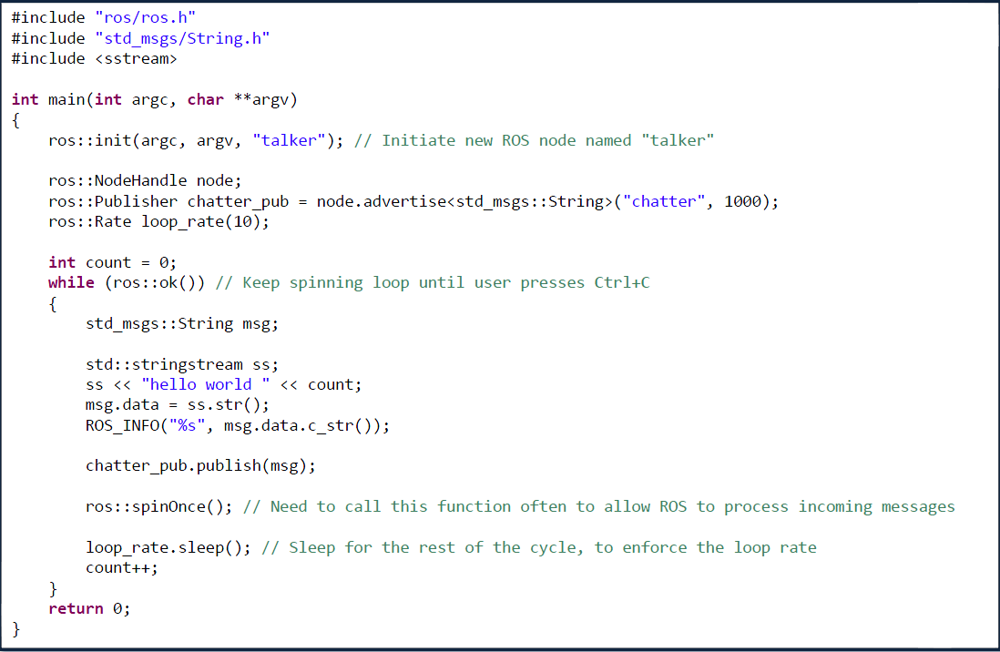 #include "ros/ros.h"
#include "std_msgs/String.h"
#include <sstream>
int main(int argc, char **argv)
{
ros::init(argc, argv, "talker"); // Initiate new ROS node named "talker"
ros::NodeHandle node;
ros::Publisher chatter_pub = node.advertise<std_msgs::String>("chatter", 1000);
ros::Rate loop_rate(10);
int count = 0;
while (ros::ok()) // Keep spinning loop until user presses Ctrl+C
{
std_msgs::String msg;
std::stringstream ss;
ss << "hello world " << count;
msg.data = ss.str();
ROS_INFO("%s", msg.data.c_str());
chatter_pub.publish(msg);
ros::spinOnce(); // Need to call this function often to allow ROS to process incoming messages
loop_rate.sleep(); // Sleep for the rest of the cycle, to enforce the loop rate
count++;
}
return 0;
}